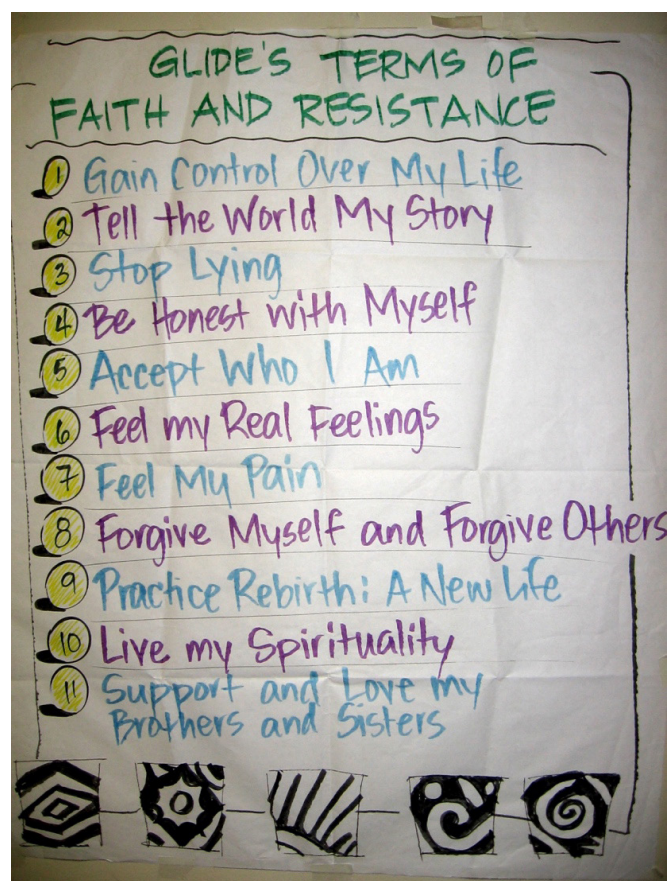 GLIDE'S TERMS OF
FAITH AND RESISTANCE
1 Gain Control Over My Life
2 Tell the World My Story
3 Stop Lying
4 Be Honest with Myself
5 Accept Who I Am
6 Feel my Real Feelings
7 Feel My Pain
8 Forgive Myself and Forgive Others
9 Practice Rebirth: A New Life
10 Live my Spirituality
11 Support and Love my
Brothers and Sisters